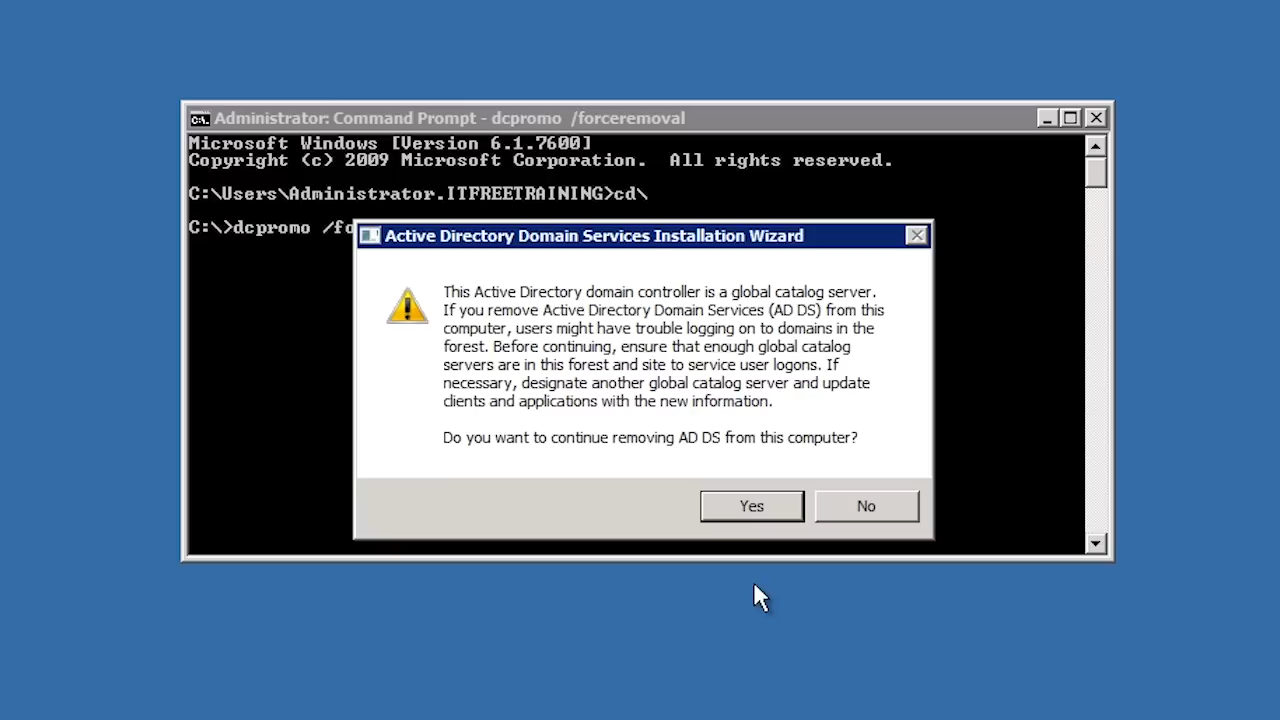 Administrator: Command Prompt - dcpromo /forceremoval
Microsoft Windows [Version 6.1.7600]
Copyright (c) 2009 Microsoft Corporation. All rights reserved.
C:\Users\Administrator.ITFREETRAINING>cd\
C:\>dcpromo /fo
Active Directory Domain Services Installation Wizard
This Active Directory domain controller is a global catalog server.
If you remove Active Directory Domain Services (AD DS) from this
computer, users might have trouble logging on to domains in the
forest. Before continuing, ensure that enough global catalog
servers are in this forest and site to service user logons. If
necessary, designate another global catalog server and update
clients and applications with the new information.
Do you want to continue removing AD DS from this computer?
Yes No